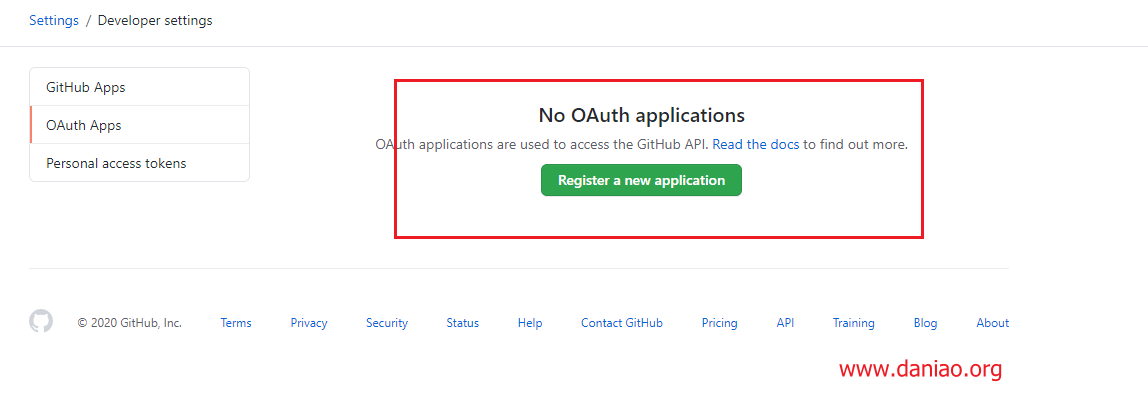 Settings / Developer settings
GitHub Apps
OAuth Apps
Personal access tokens
No OAuth applications
OAuth applications are used to access the GitHub API. Read the docs to find out more.
Register a new application
© 2020 GitHub, Inc. Terms Privacy Security Status Help Contact GitHub Pricing API Training Blog About
www.daniao.org